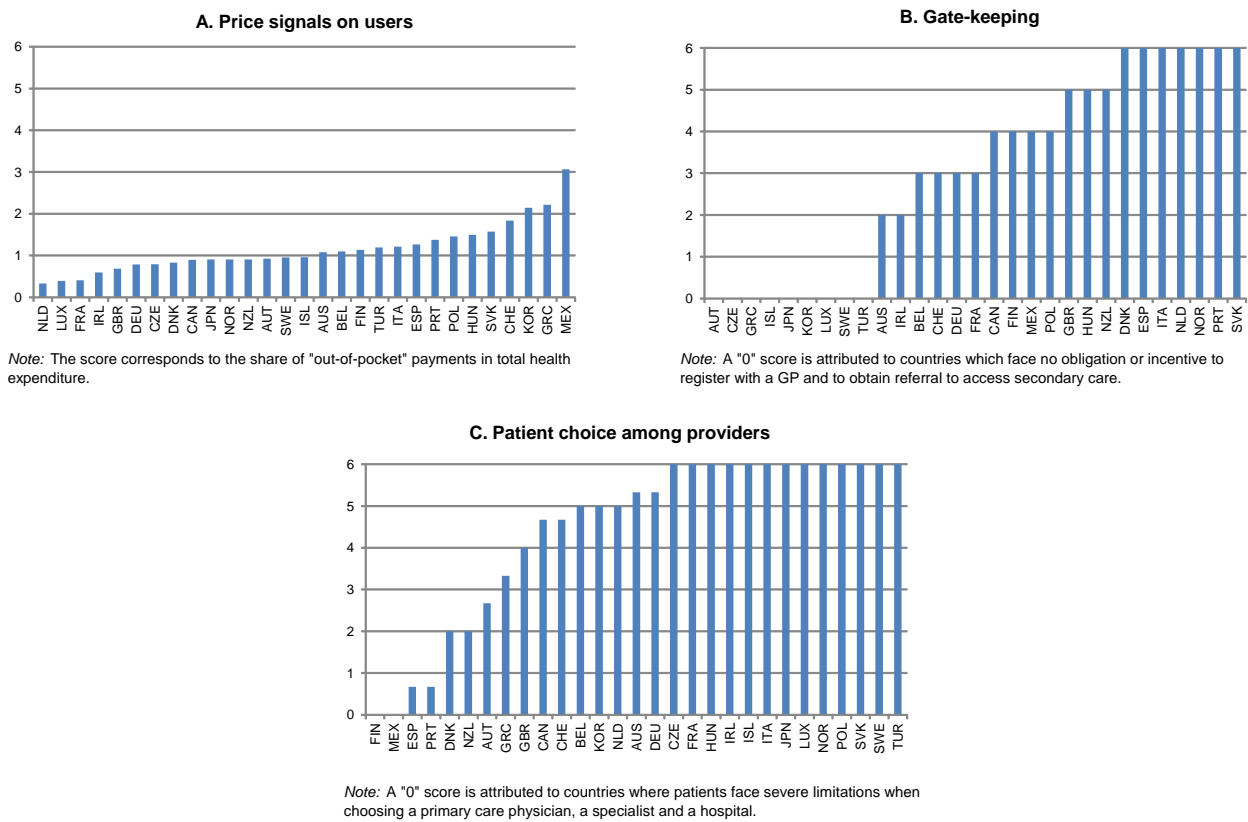 A. Price signals on users
6
5
4
3
2
1
0
NLD LUX FRA IRL GBR DEU CZE DNK CAN JPN NOR NZL AUT SWE ISL AUS BEL FIN TUR ITA ESP PRT POL HUN SVK CHE KOR GRC MEX
Note: The score corresponds to the share of "out-of-pocket" payments in total health
expenditure.
B. Gate-keeping
6
5
4
3
2
1
0
AUT CZE GRC ISL JPN KOR LUX SWE TUR AUS IRL BEL CHE DEU FRA CAN FIN MEX POL GBR HUN NZL DNK ESP ITA NLD NOR PRT SVK
Note: A "0" score is attributed to countries which face no obligation or incentive to
register with a GP and to obtain referral to access secondary care.
C. Patient choice among providers
6
5
4
3
2
1
0
FIN MEX ESP PRT DNK NZL AUT GRC GBR CAN CHE BEL KOR NLD AUS DEU CZE FRA HUN IRL ISL ITA JPN LUX NOR POL SVK SWE TUR
Note: A "0" score is attributed to countries where patients face severe limitations when
choosing a primary care physician, a specialist and a hospital.